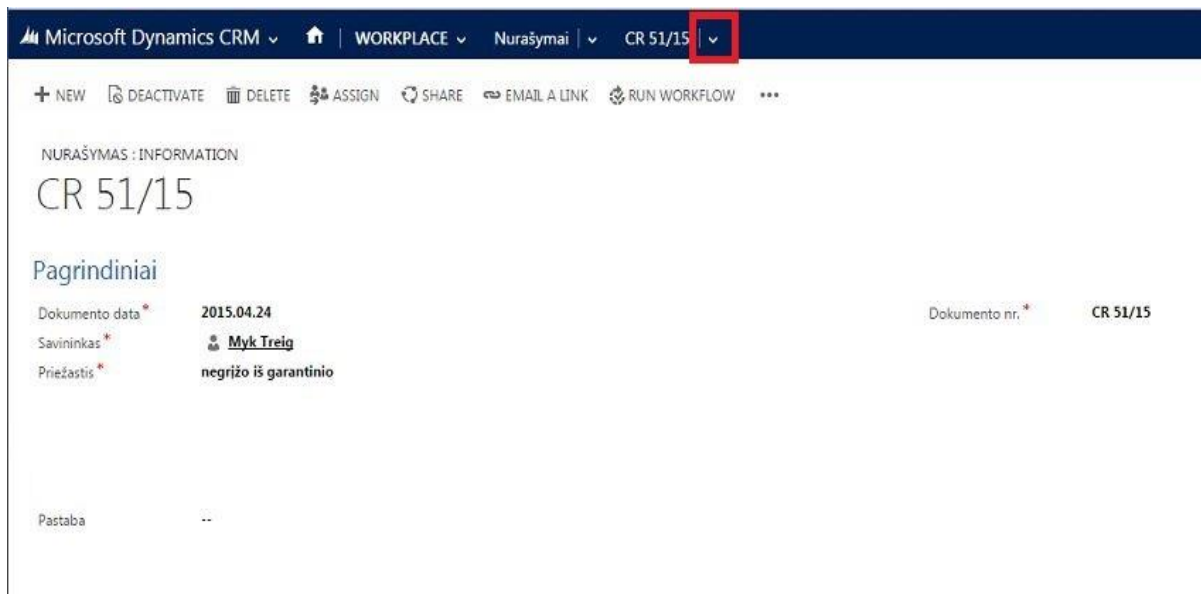 Microsoft Dynamics CRM | WORKPLACE Nurašymai | CR 51/15 |
NEW DEACTIVATE DELETE ASSIGN SHARE EMAIL A LINK RUN WORKFLOW •••
NURAŠYMAS : INFORMATION
CR 51/15
Pagrindiniai
Dokumento data* 2015.04.24 Dokumento nr.* CR 51/15
Savininkas* Myk Treig
Priežastis* negrįžo iš garantinio
Pastaba --